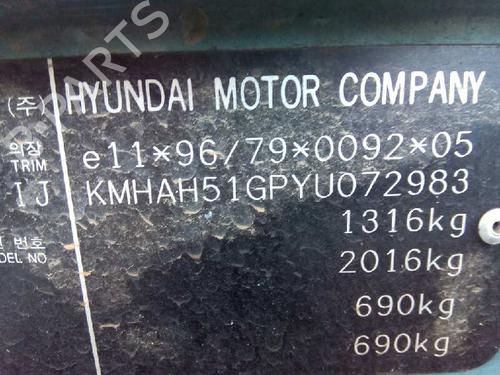 (주) HYUNDAI MOTOR COMPANY
의장 e11*96/79*0092*05
TRIM
IJ KMHAH51GPYU072983
1316kg
번호 2016kg
DEL NO
690kg
690kg